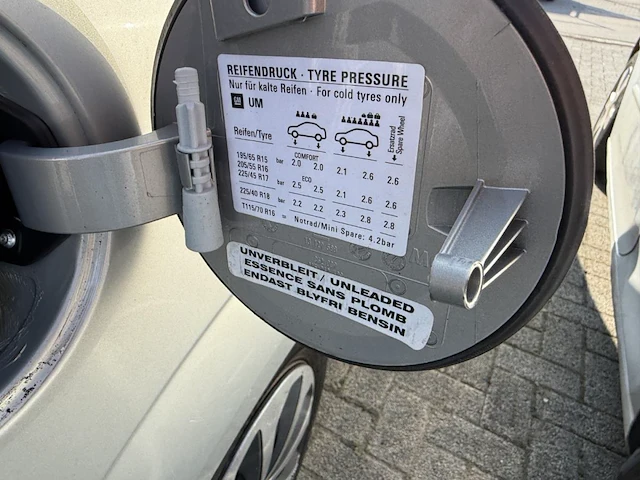 REIFENDRUCK · TYRE PRESSURE
Nur für kalte Reifen · For cold tyres only
GM UM
Reifen/Tyre
Ersatzrad
Spare Wheel
COMFORT
195/65 R15 bar 2.0 2.0 2.1 2.6 2.6
205/55 R16
ECO
225/45 R17 bar 2.5 2.5 2.1 2.6 2.6
225/40 R18 bar 2.2 2.2 2.3 2.8 2.8
T115/70 R16 = Notrad/Mini Spare: 4.2bar
UNVERBLEIT / UNLEADED
ESSENCE SANS PLOMB
ENDAST BLYFRI BENSIN